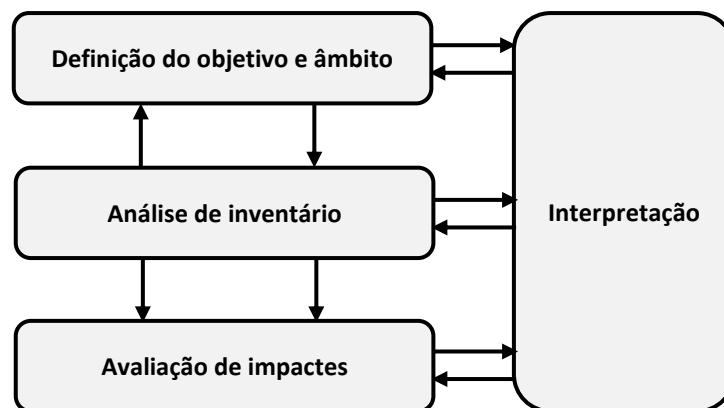 Definição do objetivo e âmbito
Análise de inventário
Interpretação
Avaliação de impactes